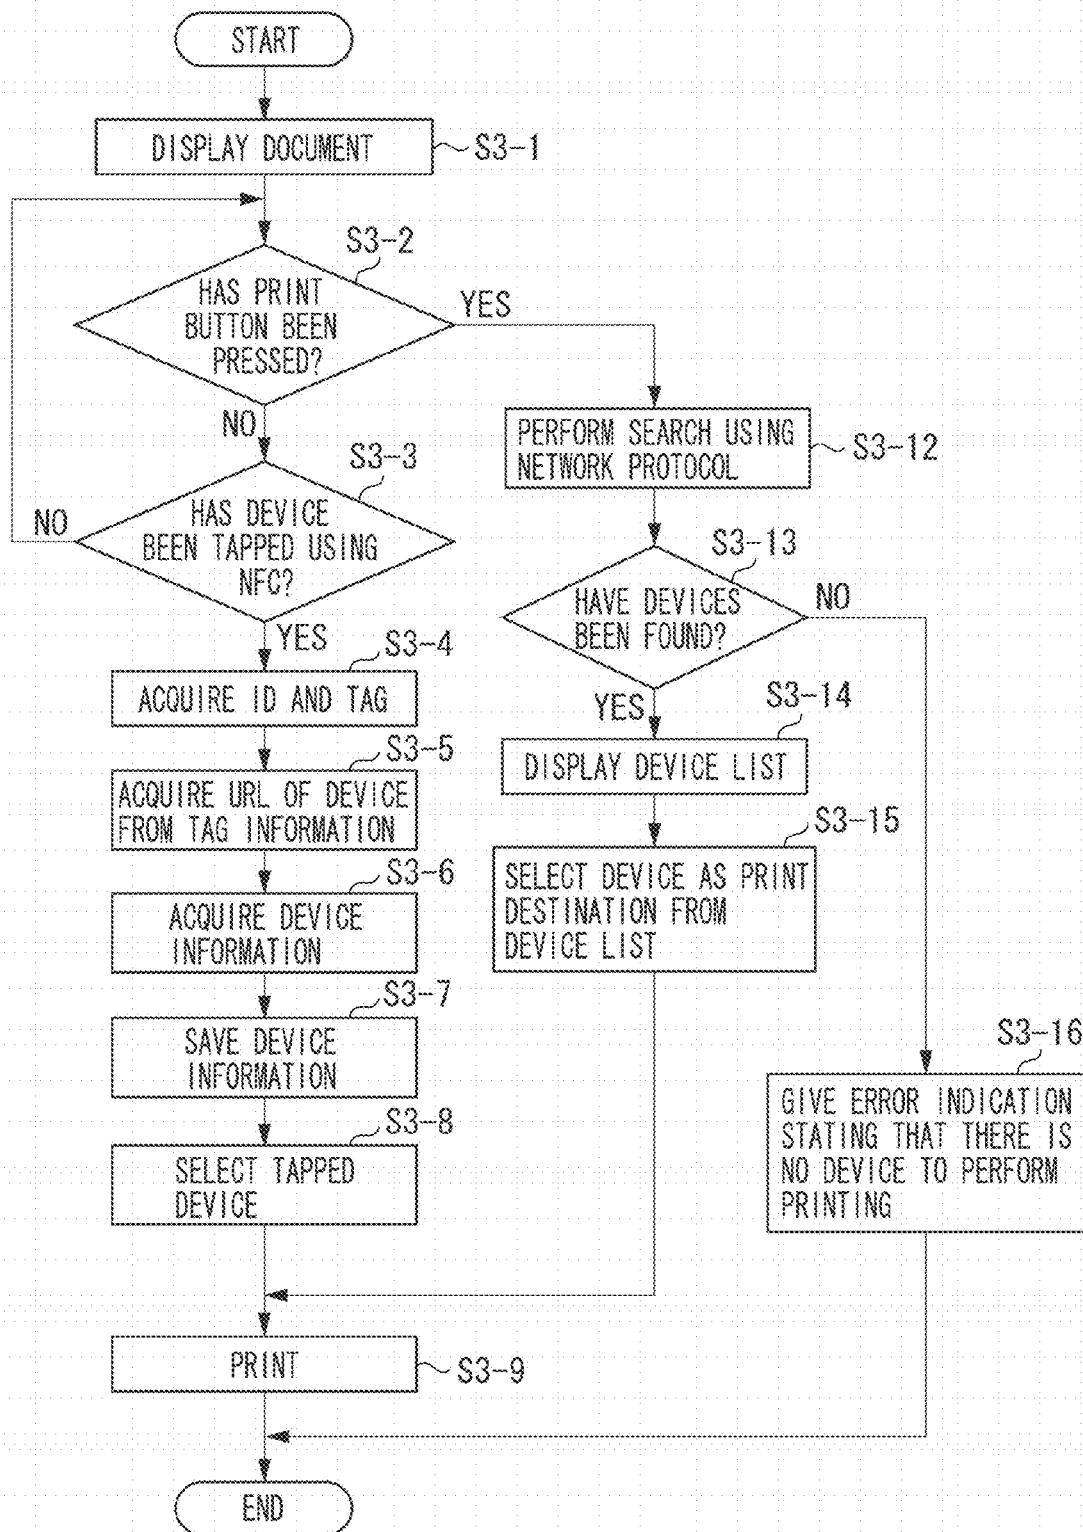 START
DISPLAY DOCUMENT
S3-1
S3-2
HAS PRINT
BUTTON BEEN
PRESSED?
YES
NO
S3-3
HAS DEVICE
BEEN TAPPED USING
NFC?
NO
YES
S3-4
ACQUIRE ID AND TAG
S3-5
ACQUIRE URL OF DEVICE
FROM TAG INFORMATION
S3-6
ACQUIRE DEVICE
INFORMATION
S3-7
SAVE DEVICE
INFORMATION
S3-8
SELECT TAPPED
DEVICE
PERFORM SEARCH USING
NETWORK PROTOCOL
S3-12
S3-13
HAVE DEVICES
BEEN FOUND?
NO
YES
S3-14
DISPLAY DEVICE LIST
S3-15
SELECT DEVICE AS PRINT
DESTINATION FROM
DEVICE LIST
S3-16
GIVE ERROR INDICATION
STATING THAT THERE IS
NO DEVICE TO PERFORM
PRINTING
PRINT
S3-9
END